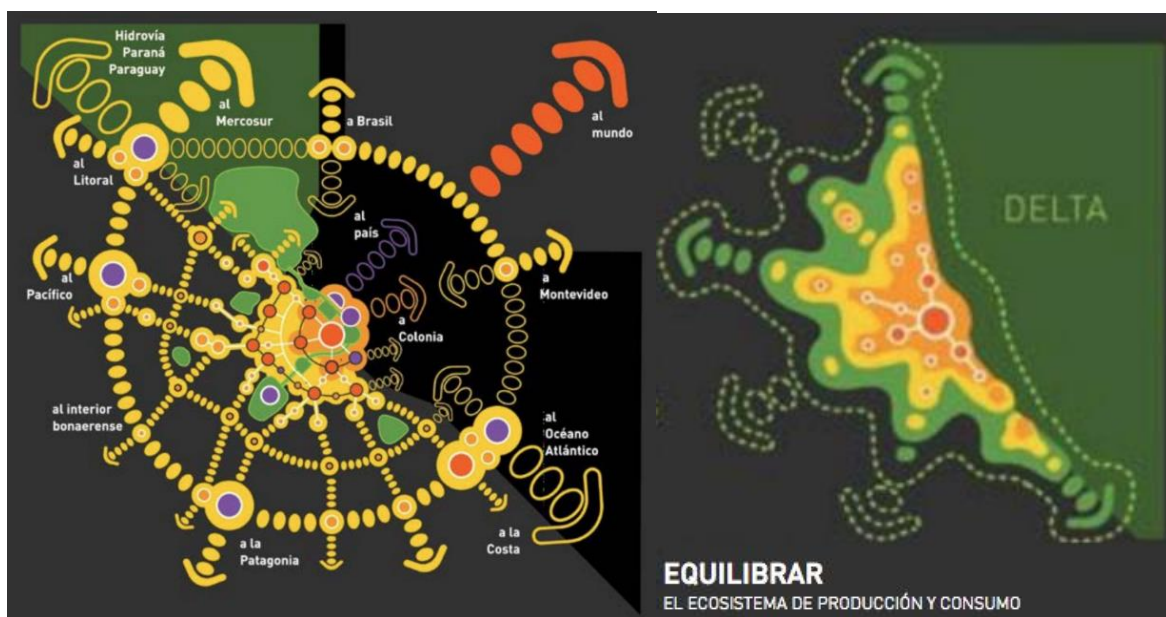 Hidrovía
Paraná
Paraguay
al
Mercosur
a Brasil
al
mundo
al
Litoral
al
país
al
Pacífico
a
Montevideo
a
Colonia
al interior
bonaerense
al
Océano
Atlántico
a la
Costa
a la
Patagonia
DELTA
EQUILIBRAR
EL ECOSISTEMA DE PRODUCCIÓN Y CONSUMO